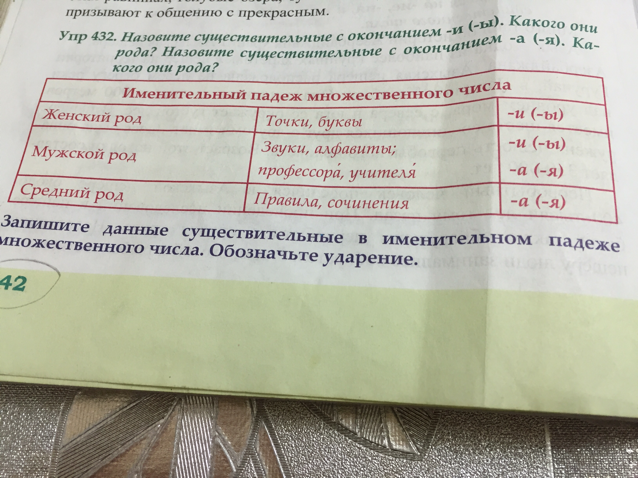 призывают к общению с прекрасным.
Упр 432. Назовите существительные с окончанием -и (-ы). Какого они
рода? Назовите существительные с окончанием -а (-я). Ка-
кого они рода?
Именительный падеж множественного числа
Женский род Точки, буквы -и (-ы)
Мужской род Звуки, алфавиты; -и (-ы)
профессора́, учителя́ -а (-я)
Средний род Правила, сочинения -а (-я)
Запишите данные существительные в именительном падеже
множественного числа. Обозначьте ударение.
42